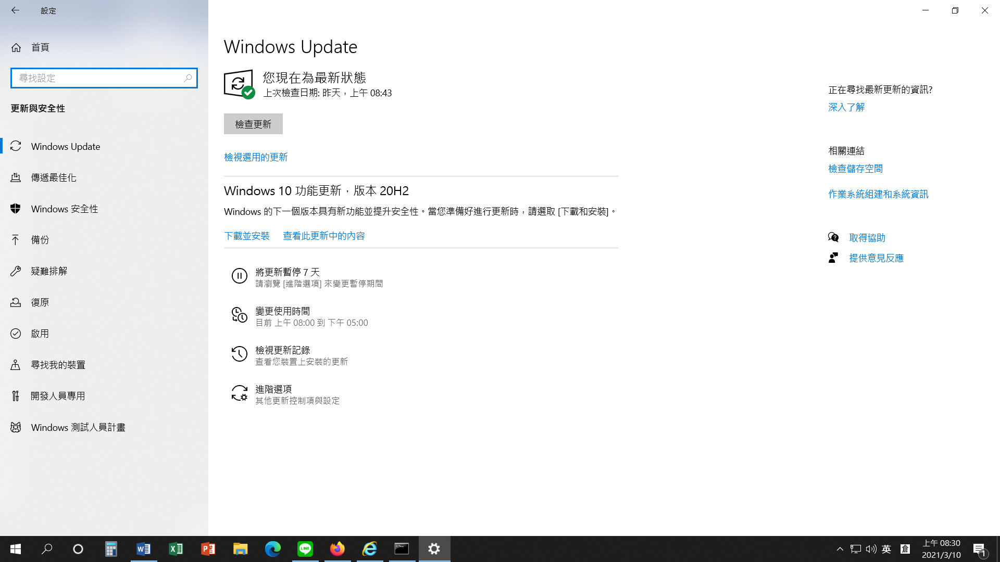 設定
首頁
尋找設定
更新與安全性
Windows Update
傳遞最佳化
Windows 安全性
備份
疑難排解
復原
啟用
尋找我的裝置
開發人員專用
Windows 測試人員計畫
Windows Update
您現在為最新狀態
上次檢查日期: 昨天，上午 08:43
檢查更新
檢視選用的更新
Windows 10 功能更新，版本 20H2
Windows 的下一個版本具有新功能並提升安全性。當您準備好進行更新時，請選取 [下載和安裝]。
下載並安裝 查看此更新中的內容
將更新暫停 7 天
請瀏覽 [進階選項] 來變更暫停期間
變更使用時間
目前 上午 08:00 到 下午 05:00
檢視更新記錄
查看您裝置上安裝的更新
進階選項
其他更新控制項與設定
正在尋找最新更新的資訊?
深入了解
相關連結
檢查儲存空間
作業系統組建和系統資訊
取得協助
提供意見反應
LINE
英
倉
上午 08:30
2021/3/10
1